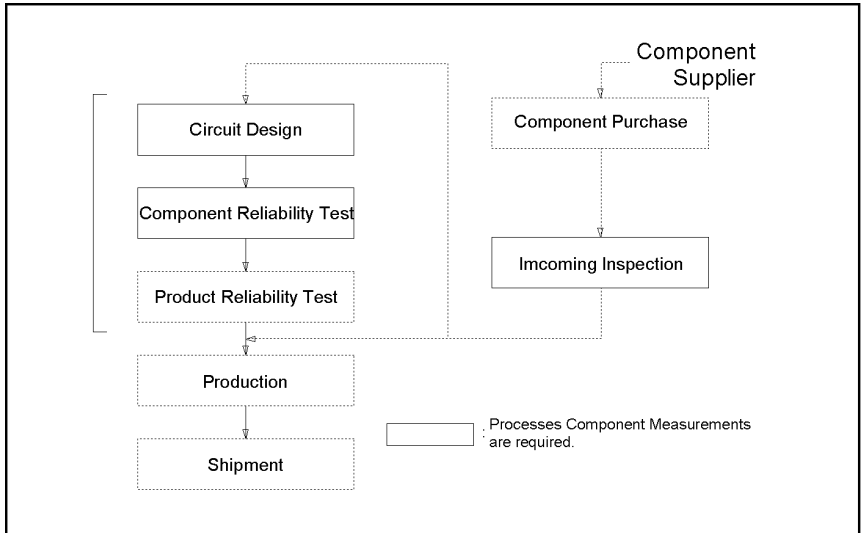 Component
Supplier
Circuit Design
Component Purchase
Component Reliability Test
Imcoming Inspection
Product Reliability Test
Production
: Processes Component Measurements
are required.
Shipment